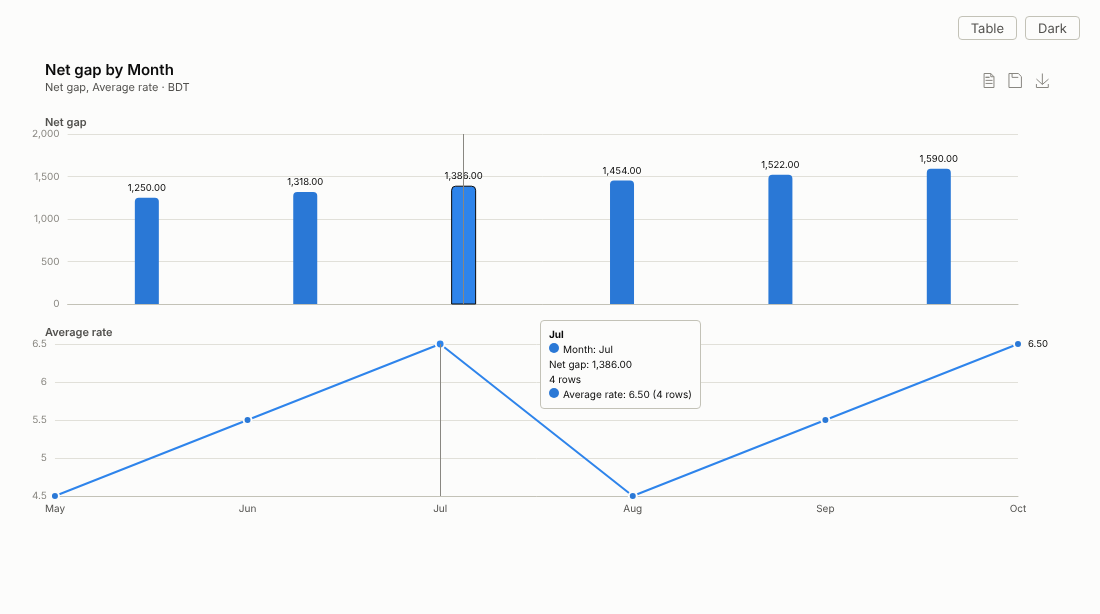 Table Dark
Net gap by Month
Net gap, Average rate · BDT
Net gap
2,000
1,500
1,000
500
0
1,250.00
1,318.00
1,386.00
1,454.00
1,522.00
1,590.00
Average rate
6.5
6
5.5
5
4.5
6.50
Jul
Month: Jul
Net gap: 1,386.00
4 rows
Average rate: 6.50 (4 rows)
May Jun Jul Aug Sep Oct